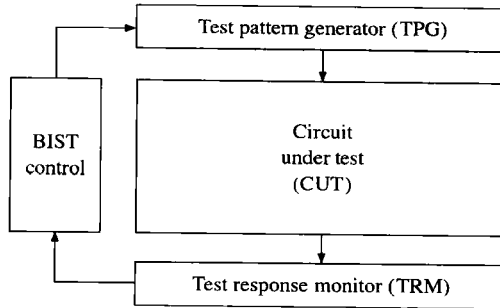 Test pattern generator (TPG)
BIST
control
Circuit
under test
(CUT)
Test response monitor (TRM)